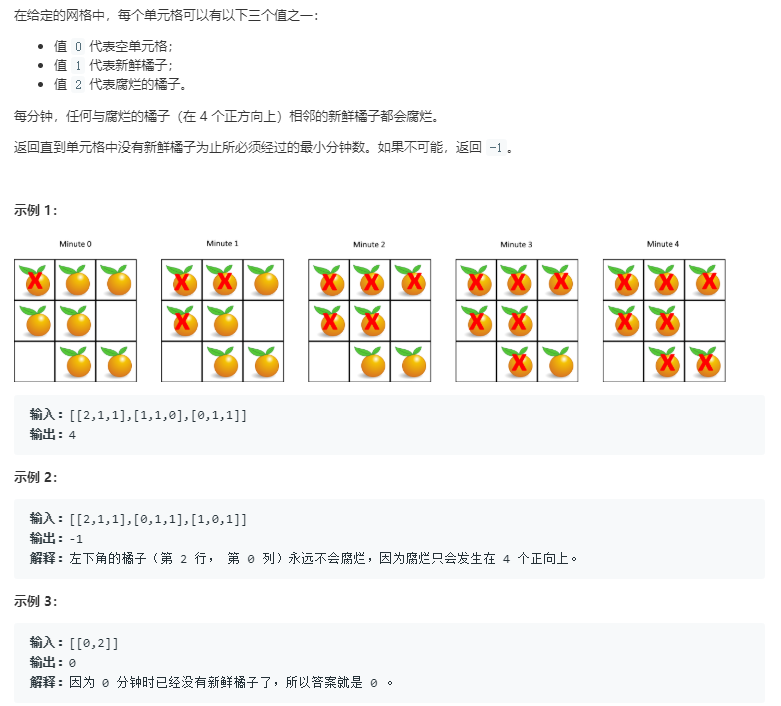 在给定的网格中，每个单元格可以有以下三个值之一：
• 值 0 代表空单元格；
• 值 1 代表新鲜橘子；
• 值 2 代表腐烂的橘子。
每分钟，任何与腐烂的橘子（在 4 个正方向上）相邻的新鲜橘子都会腐烂。
返回直到单元格中没有新鲜橘子为止所必须经过的最小分钟数。如果不可能，返回 -1 。
示例 1：
Minute 0 Minute 1 Minute 2 Minute 3 Minute 4
输入：[[2,1,1],[1,1,0],[0,1,1]]
输出：4
示例 2：
输入：[[2,1,1],[0,1,1],[1,0,1]]
输出：-1
解释：左下角的橘子（第 2 行， 第 0 列）永远不会腐烂，因为腐烂只会发生在 4 个正向上。
示例 3：
输入：[[0,2]]
输出：0
解释：因为 0 分钟时已经没有新鲜橘子了，所以答案就是 0 。